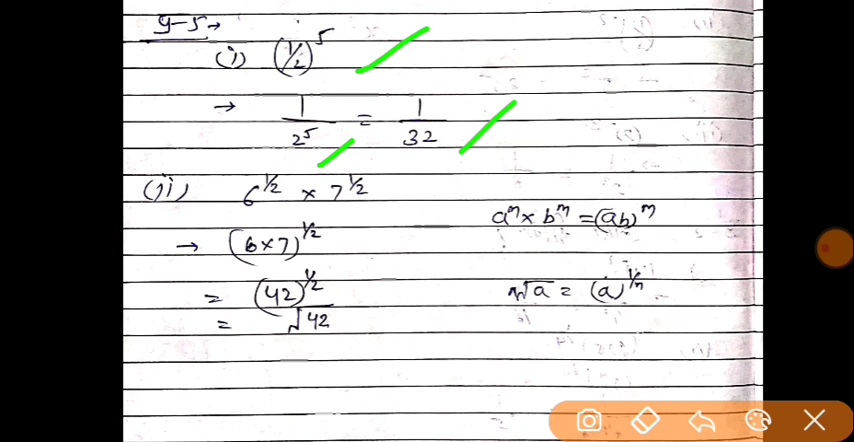 9-5→
(i) (1/2)^5
→ 1/2^5 = 1/32
(ii) 6^1/2 × 7^1/2
a^m × b^m = (ab)^m
→ (6×7)^1/2
= (42)^1/2
ⁿ√a = (a)^1/n
= √42